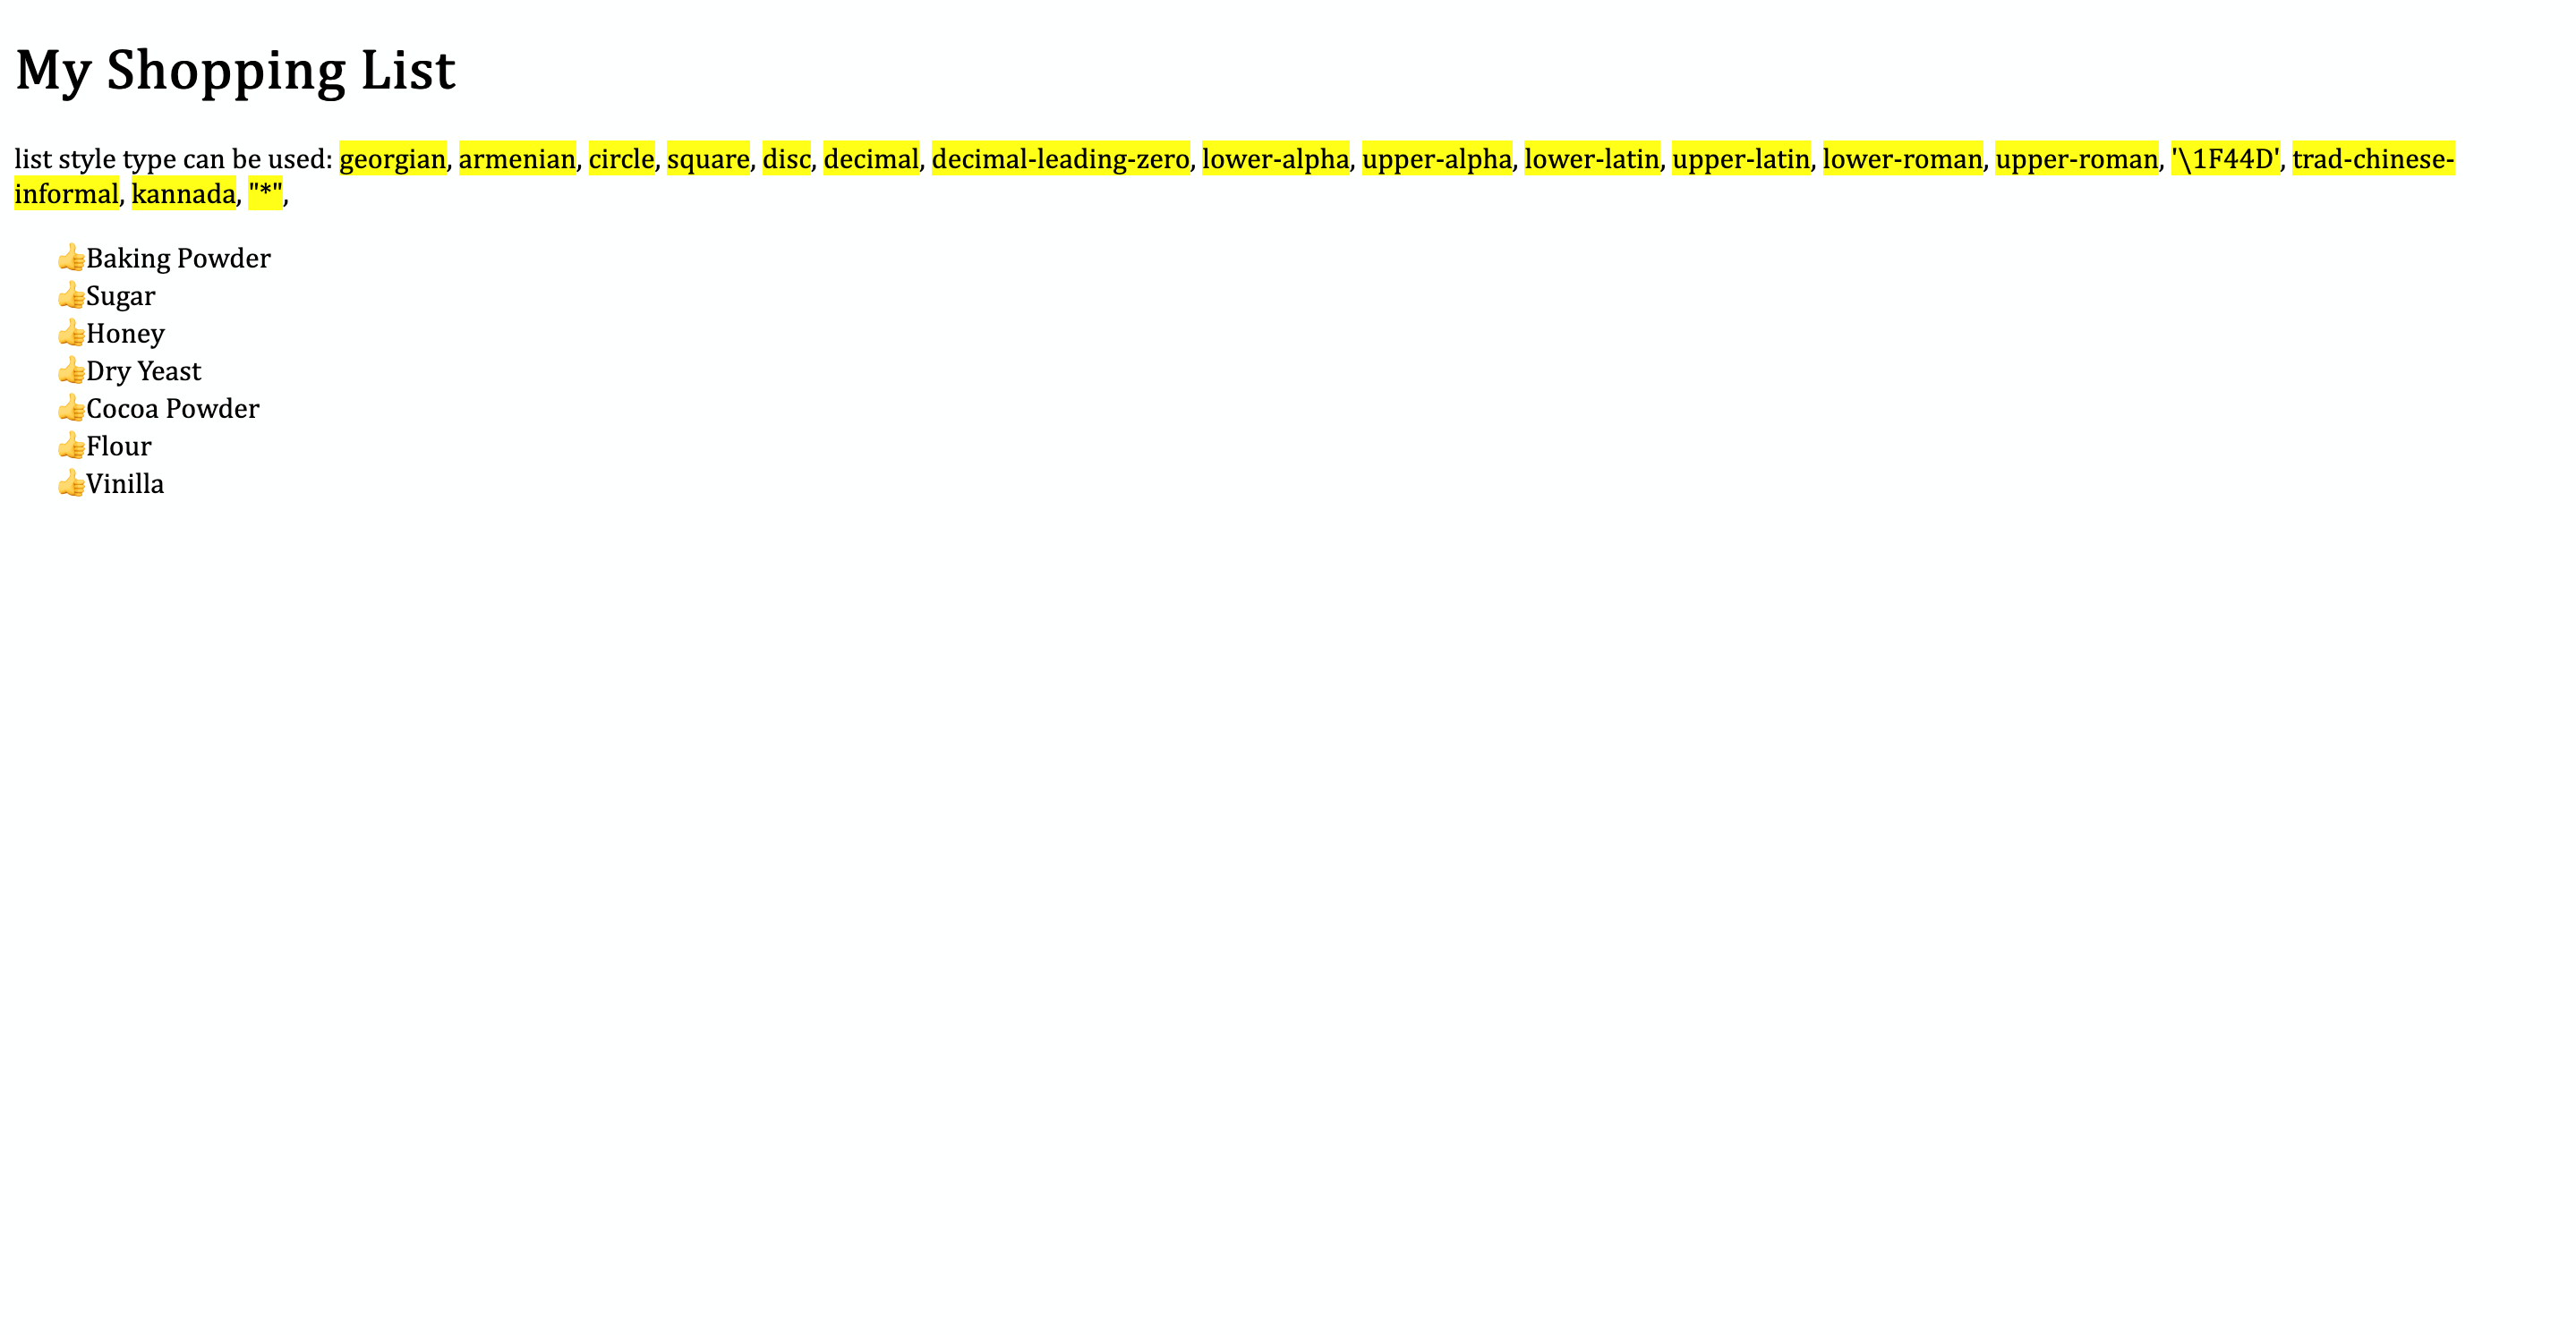 My Shopping List
list style type can be used: georgian, armenian, circle, square, disc, decimal, decimal-leading-zero, lower-alpha, upper-alpha, lower-latin, upper-latin, lower-roman, upper-roman, '\1F44D', trad-chinese-
informal, kannada, "*",
👍Baking Powder
👍Sugar
👍Honey
👍Dry Yeast
👍Cocoa Powder
👍Flour
👍Vinilla